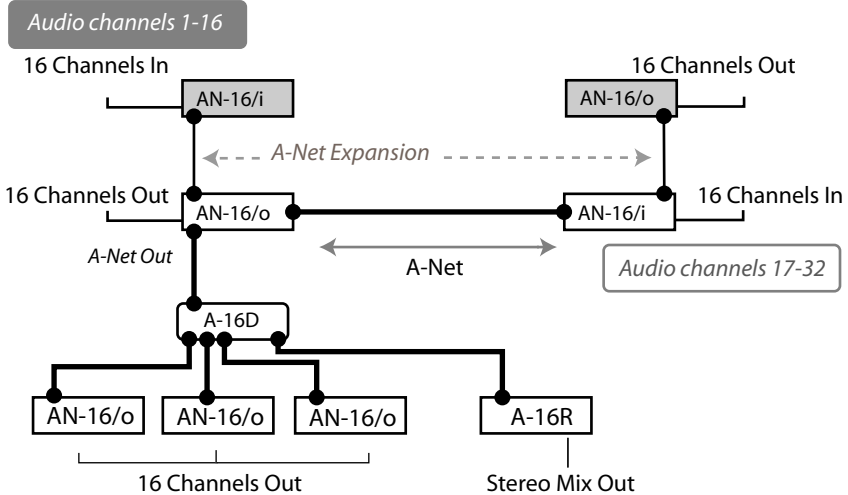 Audio channels 1-16
16 Channels In
16 Channels Out
AN-16/i
AN-16/o
A-Net Expansion
16 Channels Out
16 Channels In
AN-16/o
AN-16/i
A-Net Out
A-Net
Audio channels 17-32
A-16D
AN-16/o
AN-16/o
AN-16/o
A-16R
16 Channels Out
Stereo Mix Out